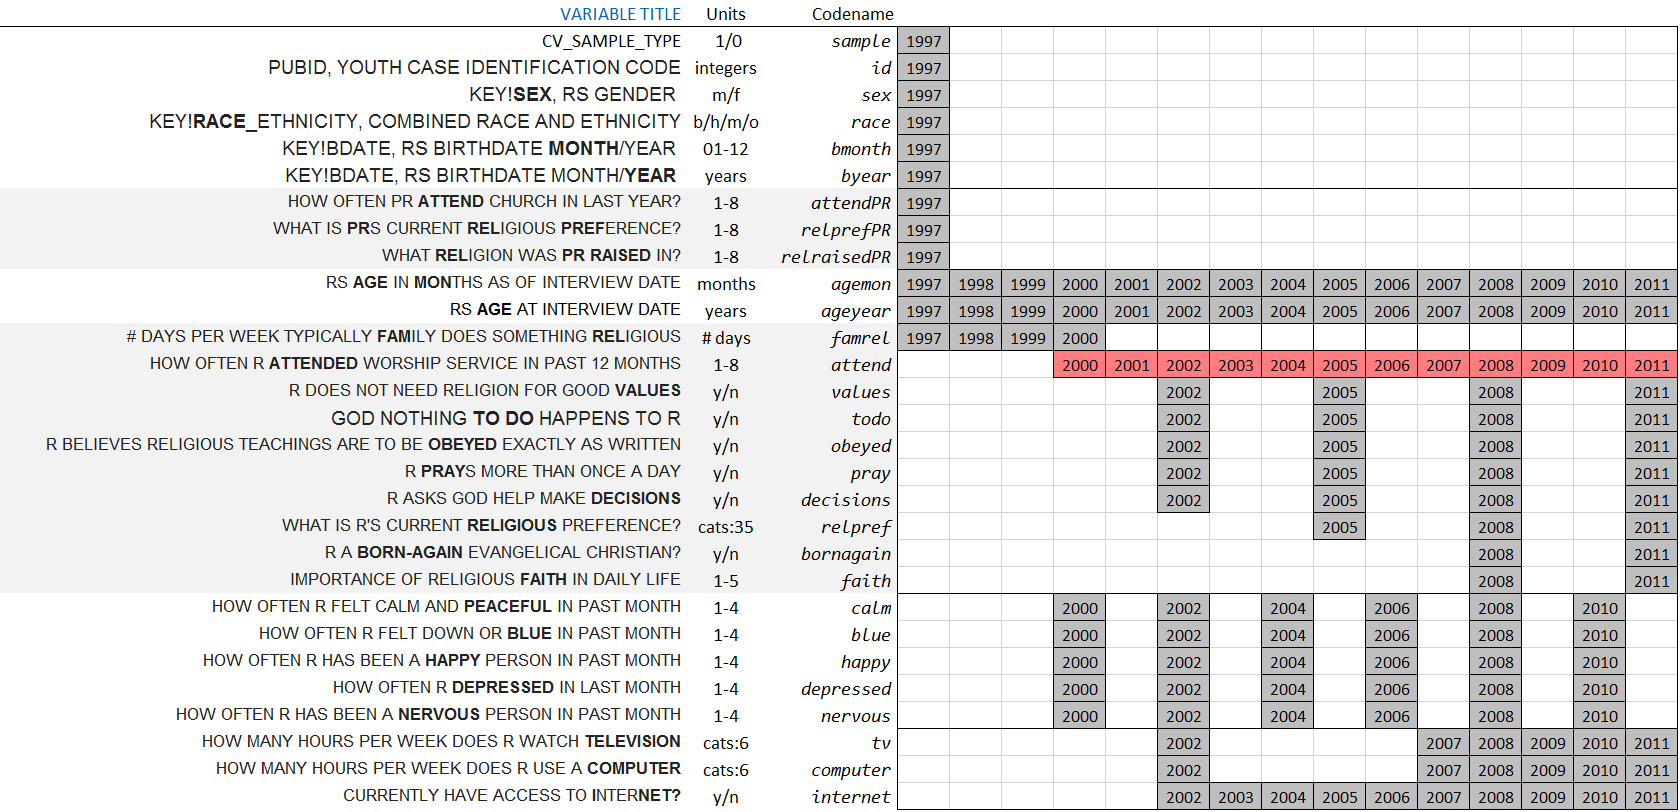 VARIABLE TITLE Units Codename
CV_SAMPLE_TYPE 1/0 sample 1997
PUBID, YOUTH CASE IDENTIFICATION CODE integers id 1997
KEY!SEX, RS GENDER m/f sex 1997
KEY!RACE_ETHNICITY, COMBINED RACE AND ETHNICITY b/h/m/o race 1997
KEY!BDATE, RS BIRTHDATE MONTH/YEAR 01-12 bmonth 1997
KEY!BDATE, RS BIRTHDATE MONTH/YEAR years byear 1997
HOW OFTEN PR ATTEND CHURCH IN LAST YEAR? 1-8 attendPR 1997
WHAT IS PRS CURRENT RELIGIOUS PREFERENCE? 1-8 relprefPR 1997
WHAT RELIGION WAS PR RAISED IN? 1-8 relraisedPR 1997
RS AGE IN MONTHS AS OF INTERVIEW DATE months agemon 1997 1998 1999 2000 2001 2002 2003 2004 2005 2006 2007 2008 2009 2010 2011
RS AGE AT INTERVIEW DATE years ageyear 1997 1998 1999 2000 2001 2002 2003 2004 2005 2006 2007 2008 2009 2010 2011
# DAYS PER WEEK TYPICALLY FAMILY DOES SOMETHING RELIGIOUS # days famrel 1997 1998 1999 2000
HOW OFTEN R ATTENDED WORSHIP SERVICE IN PAST 12 MONTHS 1-8 attend 2000 2001 2002 2003 2004 2005 2006 2007 2008 2009 2010 2011
R DOES NOT NEED RELIGION FOR GOOD VALUES y/n values 2002 2005 2008 2011
GOD NOTHING TO DO HAPPENS TO R y/n todo 2002 2005 2008 2011
R BELIEVES RELIGIOUS TEACHINGS ARE TO BE OBEYED EXACTLY AS WRITTEN y/n obeyed 2002 2005 2008 2011
R PRAYS MORE THAN ONCE A DAY y/n pray 2002 2005 2008 2011
R ASKS GOD HELP MAKE DECISIONS y/n decisions 2002 2005 2008 2011
WHAT IS R'S CURRENT RELIGIOUS PREFERENCE? cats:35 relpref 2005 2008 2011
R A BORN-AGAIN EVANGELICAL CHRISTIAN? y/n bornagain 2008 2011
IMPORTANCE OF RELIGIOUS FAITH IN DAILY LIFE 1-5 faith 2008 2011
HOW OFTEN R FELT CALM AND PEACEFUL IN PAST MONTH 1-4 calm 2000 2002 2004 2006 2008 2010
HOW OFTEN R FELT DOWN OR BLUE IN PAST MONTH 1-4 blue 2000 2002 2004 2006 2008 2010
HOW OFTEN R HAS BEEN A HAPPY PERSON IN PAST MONTH 1-4 happy 2000 2002 2004 2006 2008 2010
HOW OFTEN R DEPRESSED IN LAST MONTH 1-4 depressed 2000 2002 2004 2006 2008 2010
HOW OFTEN R HAS BEEN A NERVOUS PERSON IN PAST MONTH 1-4 nervous 2000 2002 2004 2006 2008 2010
HOW MANY HOURS PER WEEK DOES R WATCH TELEVISION cats:6 tv 2002 2007 2008 2009 2010 2011
HOW MANY HOURS PER WEEK DOES R USE A COMPUTER cats:6 computer 2002 2007 2008 2009 2010 2011
CURRENTLY HAVE ACCESS TO INTERNET? y/n internet 2002 2003 2004 2005 2006 2007 2008 2009 2010 2011